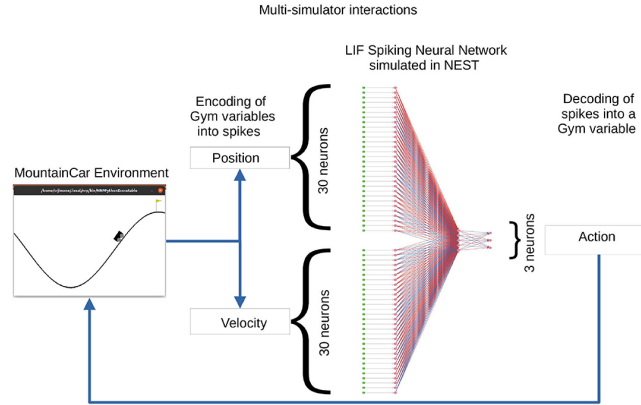 Multi-simulator interactions
LIF Spiking Neural Network
simulated in NEST
Encoding of
Gym variables
into spikes
Decoding of
spikes into a
Gym variable
MountainCar Environment
Position
30 neurons
Velocity
30 neurons
3 neurons
Action